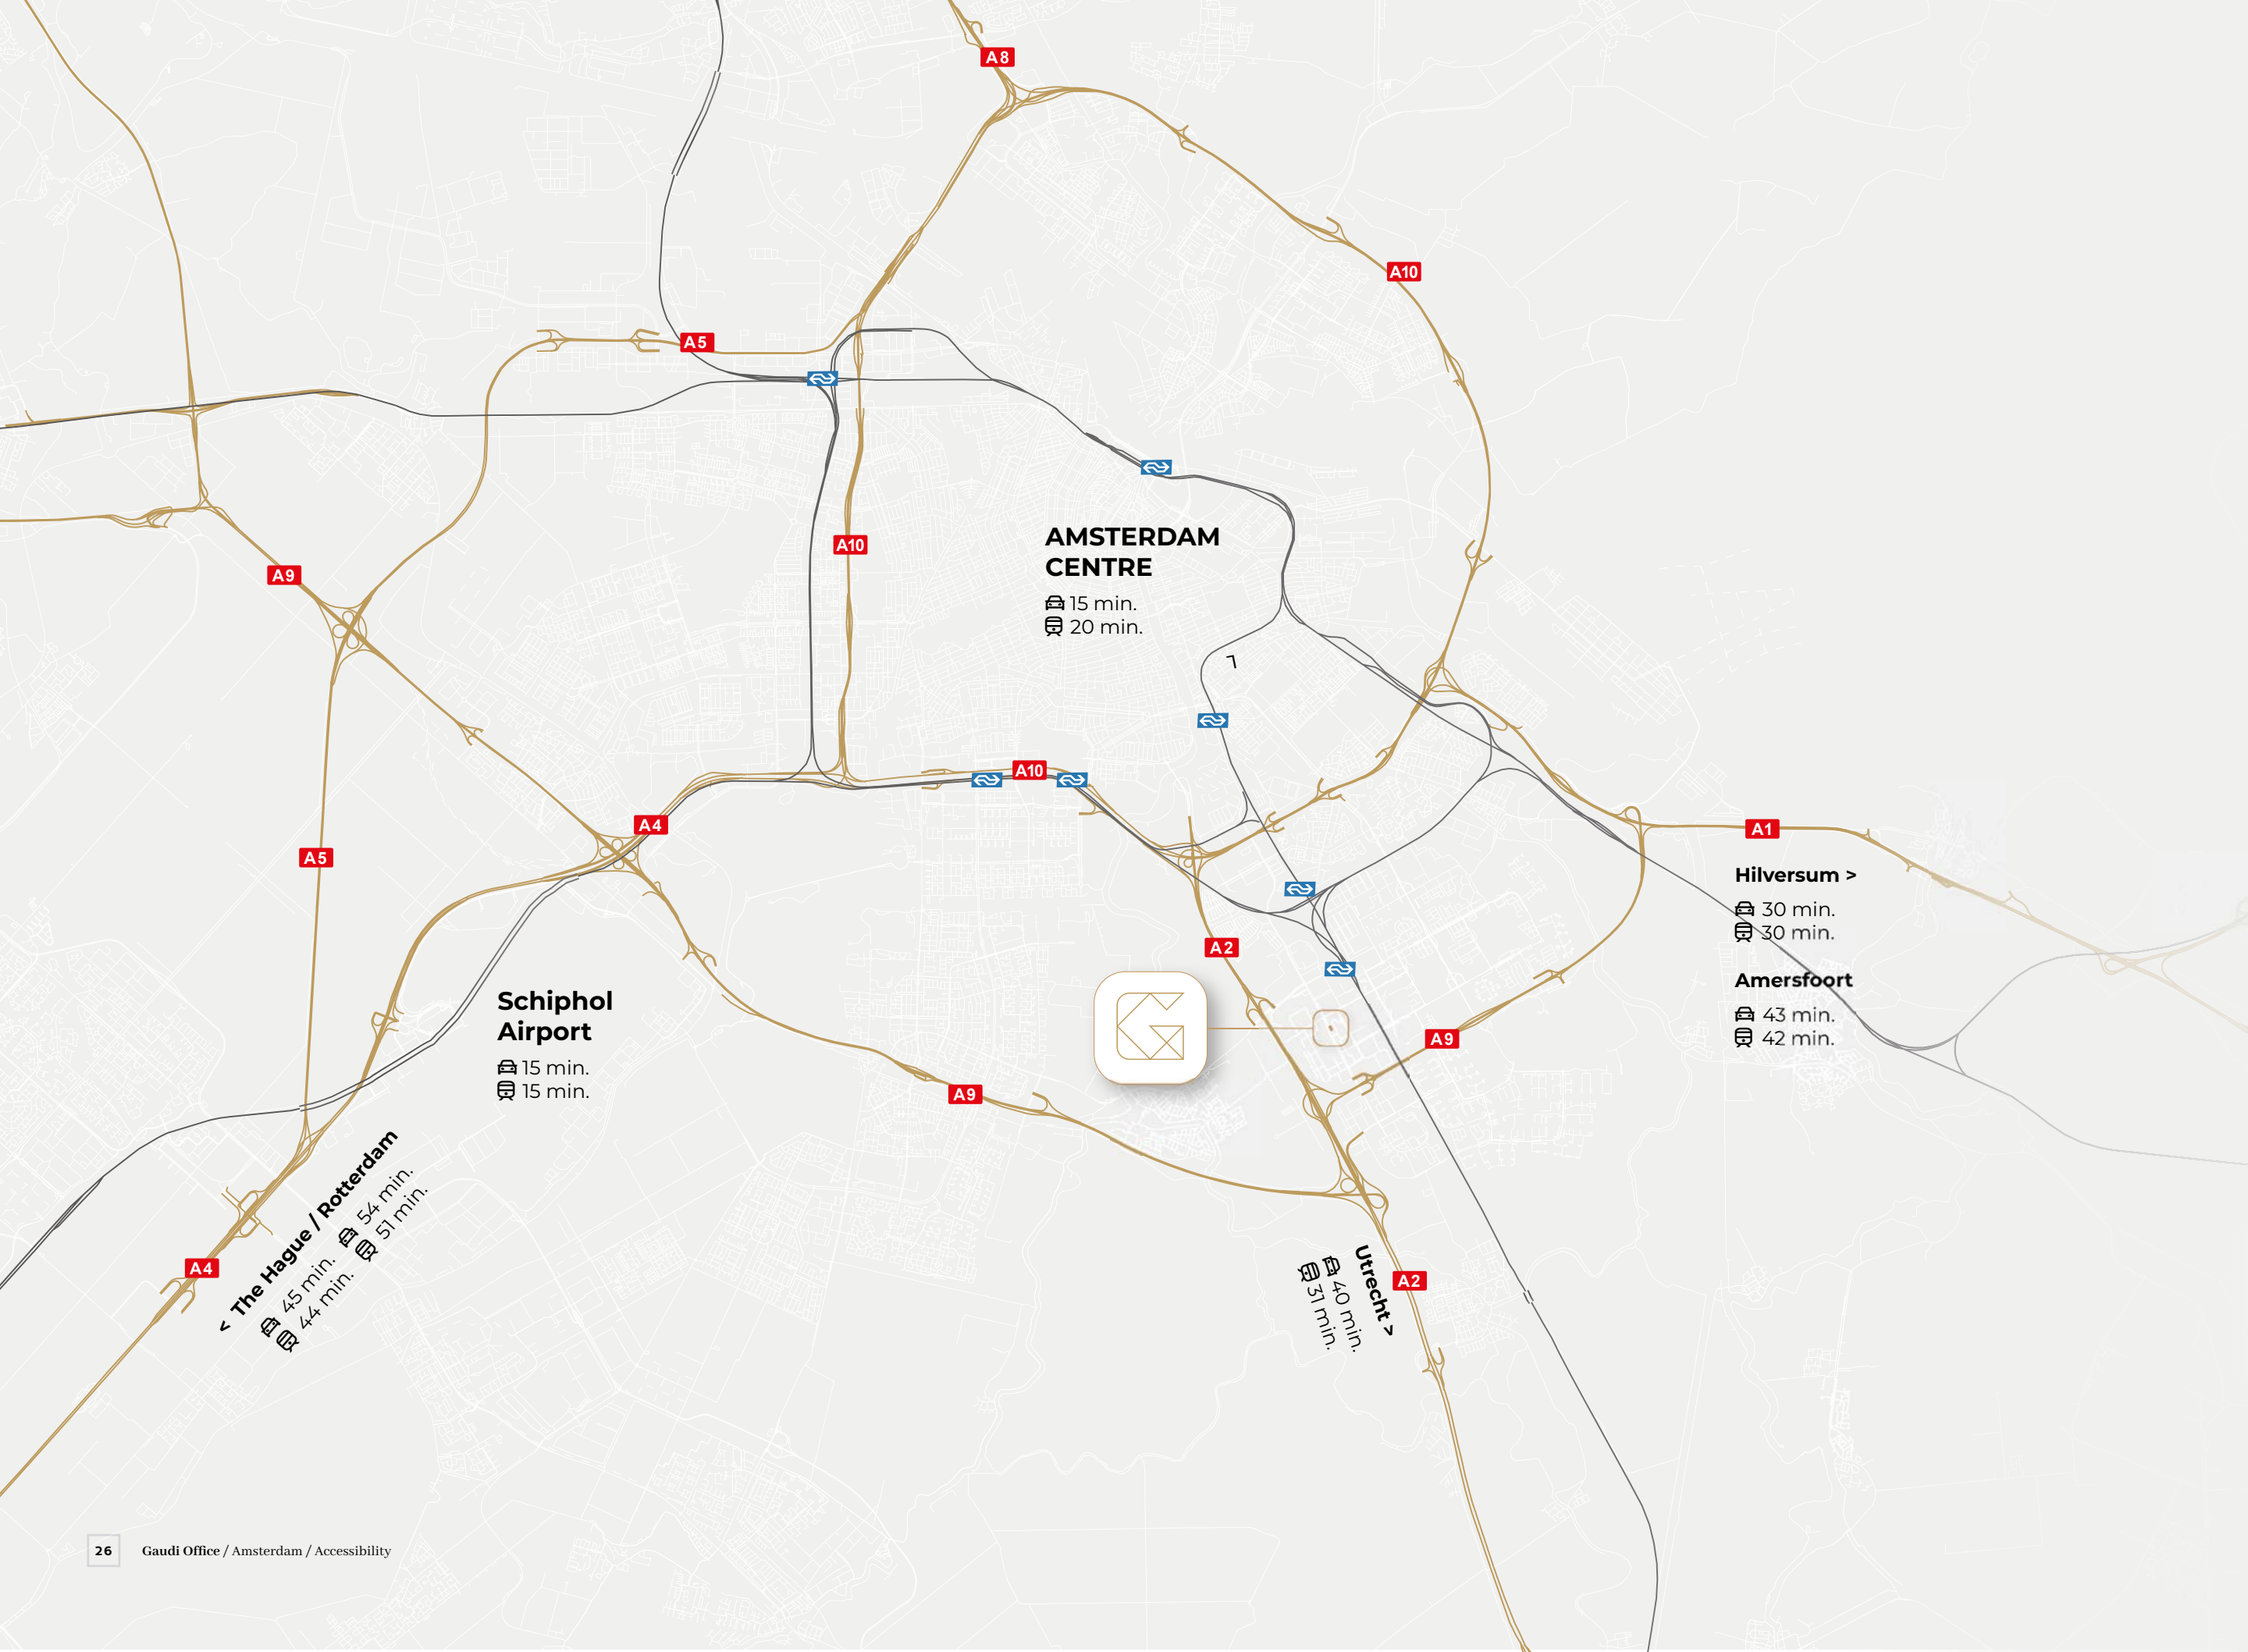 A8
A10
A5
A10
AMSTERDAM
CENTRE
15 min.
20 min.
A9
A10
A4
A1
A5
Hilversum >
30 min.
30 min.
A2
Amersfoort
43 min.
42 min.
Schiphol
Airport
15 min.
15 min.
A9
A9
< The Hague / Rotterdam
45 min. 54 min.
44 min. 51 min.
A4
Utrecht >
40 min.
31 min.
A2
26 Gaudi Office / Amsterdam / Accessibility